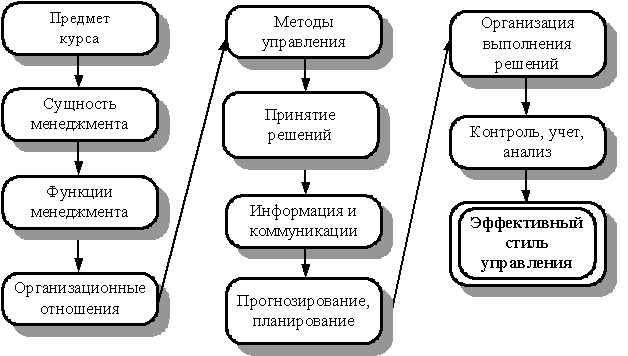 Предмет
курса
Сущность
менеджмента
Функции
менеджмента
Организационные
отношения
Методы
управления
Принятие
решений
Информация и
коммуникации
Прогнозирование,
планирование
Организация
выполнения
решений
Контроль, учет,
анализ
Эффективный
стиль
управления